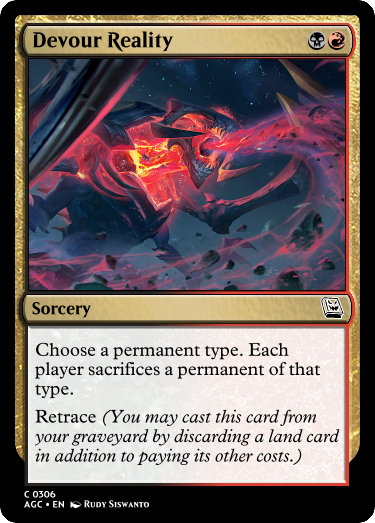 Devour Reality
Sorcery
Choose a permanent type. Each
player sacrifices a permanent of that
type.
Retrace (You may cast this card from
your graveyard by discarding a land card
in addition to paying its other costs.)
C 0306
AGC • EN Rudy Siswanto